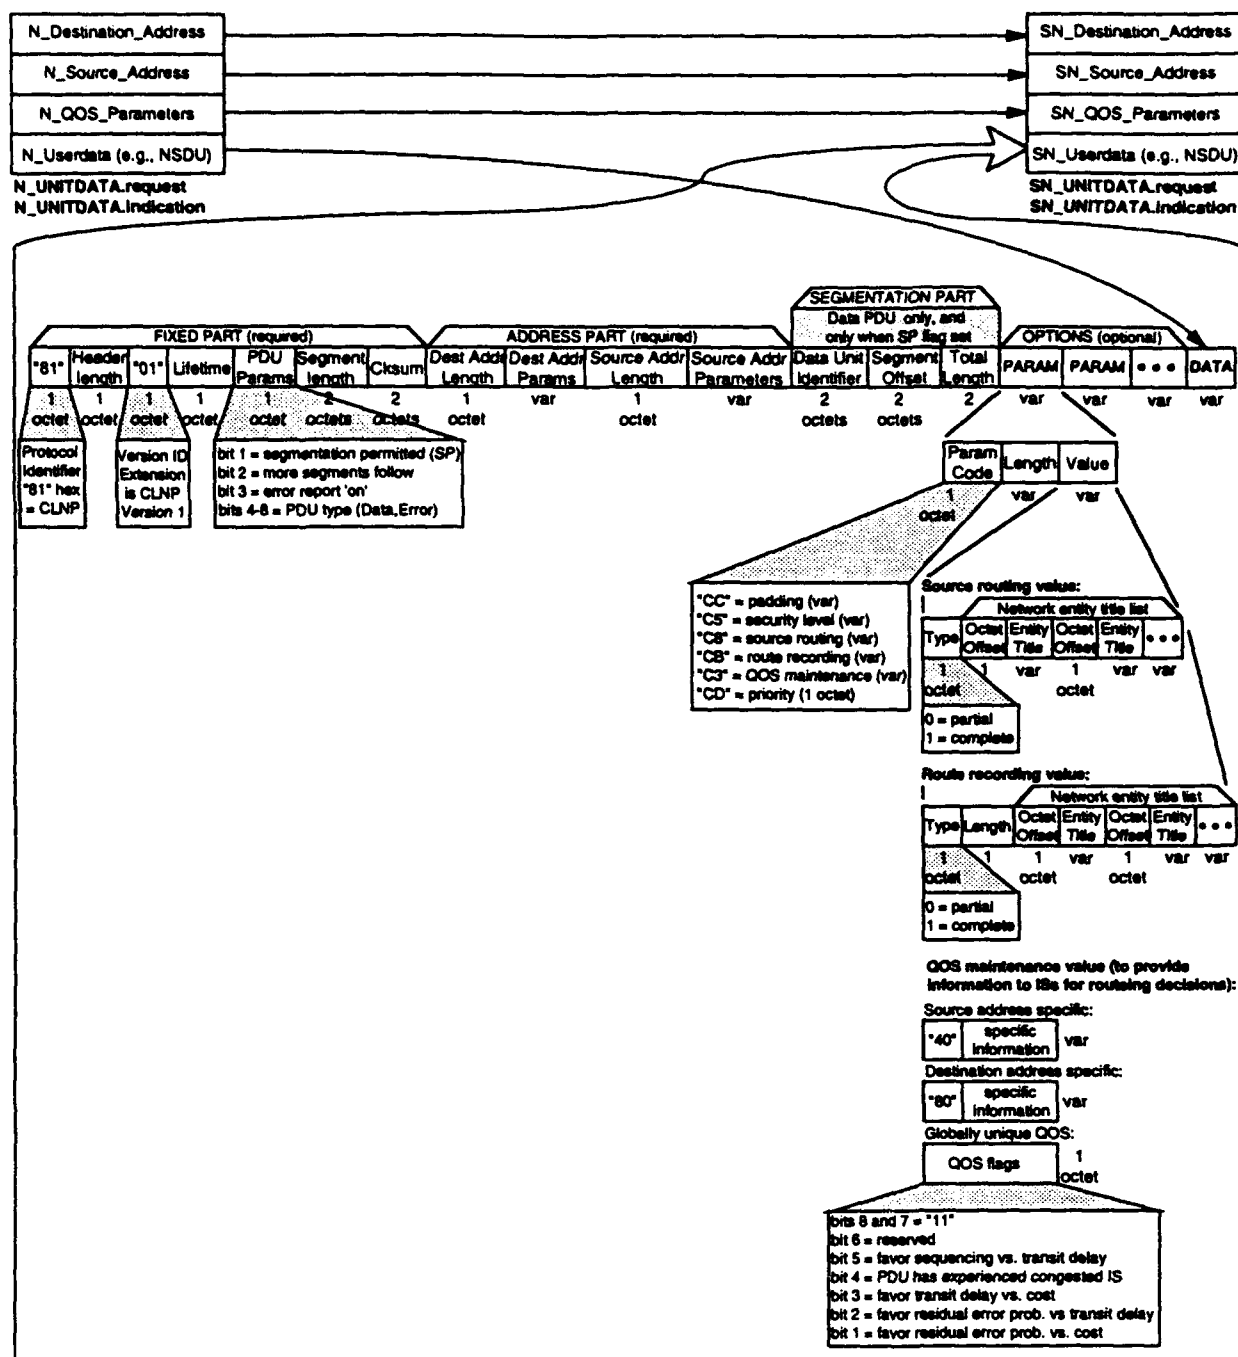 N_Destination_Address
SN_Destination_Address
N_Source_Address
SN_Source_Address
N_QOS_Parameters
SN_QOS_Parameters
N_Userdata (e.g., NSDU)
SN_Userdata (e.g., NSDU)
N_UNITDATA.request
N_UNITDATA.indication
SN_UNITDATA.request
SN_UNITDATA.indication
SEGMENTATION PART
Data PDU only, and
only when SP flag set
FIXED PART (required)
ADDRESS PART (required)
OPTIONS (optional)
"81"
Header length
"01"
Lifetime
PDU Params
Segment length
Cksum
Dest Addr Length
Dest Addr Params
Source Addr Length
Source Addr Parameters
Data Unit Identifier
Segment Offset
Total Length
PARAM
PARAM
• • •
DATA
1 octet
1 octet
1 octet
1 octet
1 octet
2 octets
2 octets
1 octet
var
1 octet
var
2 octets
2 octets
2
var
var
var
var
Protocol
Identifier
"81" hex
= CLNP
Version ID
Extension
is CLNP
Version 1
bit 1 = segmentation permitted (SP)
bit 2 = more segments follow
bit 3 = error report 'on'
bits 4-8 = PDU type (Data,Error)
Param Code
Length
Value
1 octet
var
var
"CC" = padding (var)
"C5" = security level (var)
"C8" = source routing (var)
"CB" = route recording (var)
"C3" = QOS maintenance (var)
"CD" = priority (1 octet)
Source routing value:
Network entity title list
Type
Octet Offset
Entity Title
Octet Offset
Entity Title
• • •
1 octet
1
var
1 octet
var
var
0 = partial
1 = complete
Route recording value:
Network entity title list
Type
Length
Octet Offset
Entity Title
Octet Offset
Entity Title
• • •
1 octet
1
1 octet
var
1 octet
var
var
0 = partial
1 = complete
QOS maintenance value (to provide
information to ISs for routeing decisions):
Source address specific:
"40"
specific information
var
Destination address specific:
"80"
specific information
var
Globally unique QOS:
QOS flags
1 octet
bits 8 and 7 = "11"
bit 6 = reserved
bit 5 = favor sequencing vs. transit delay
bit 4 = PDU has experienced congested IS
bit 3 = favor transit delay vs. cost
bit 2 = favor residual error prob. vs transit delay
bit 1 = favor residual error prob. vs. cost